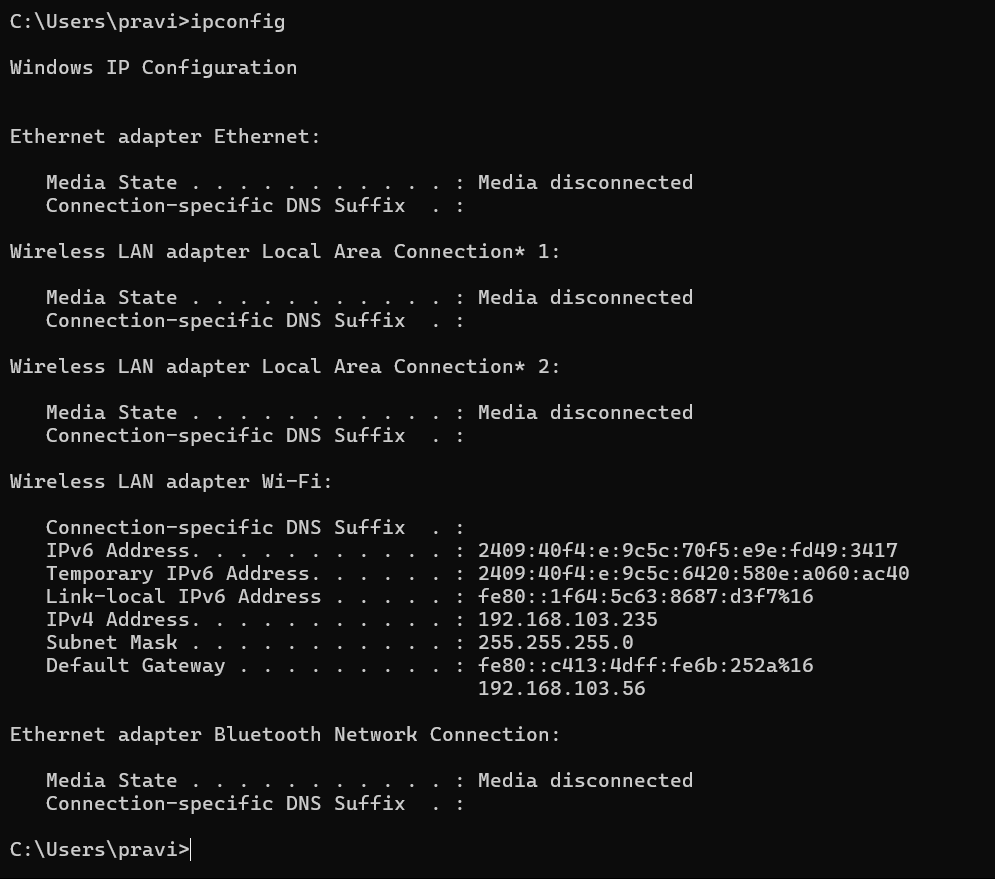 C:\Users\pravi>ipconfig
Windows IP Configuration
Ethernet adapter Ethernet:
   Media State . . . . . . . . . . . : Media disconnected
   Connection-specific DNS Suffix  . :
Wireless LAN adapter Local Area Connection* 1:
   Media State . . . . . . . . . . . : Media disconnected
   Connection-specific DNS Suffix  . :
Wireless LAN adapter Local Area Connection* 2:
   Media State . . . . . . . . . . . : Media disconnected
   Connection-specific DNS Suffix  . :
Wireless LAN adapter Wi-Fi:
   Connection-specific DNS Suffix  . :
   IPv6 Address. . . . . . . . . . . : 2409:40f4:e:9c5c:70f5:e9e:fd49:3417
   Temporary IPv6 Address. . . . . . : 2409:40f4:e:9c5c:6420:580e:a060:ac40
   Link-local IPv6 Address . . . . . : fe80::1f64:5c63:8687:d3f7%16
   IPv4 Address. . . . . . . . . . . : 192.168.103.235
   Subnet Mask . . . . . . . . . . . : 255.255.255.0
   Default Gateway . . . . . . . . . : fe80::c413:4dff:fe6b:252a%16
                                       192.168.103.56
Ethernet adapter Bluetooth Network Connection:
   Media State . . . . . . . . . . . : Media disconnected
   Connection-specific DNS Suffix  . :
C:\Users\pravi>